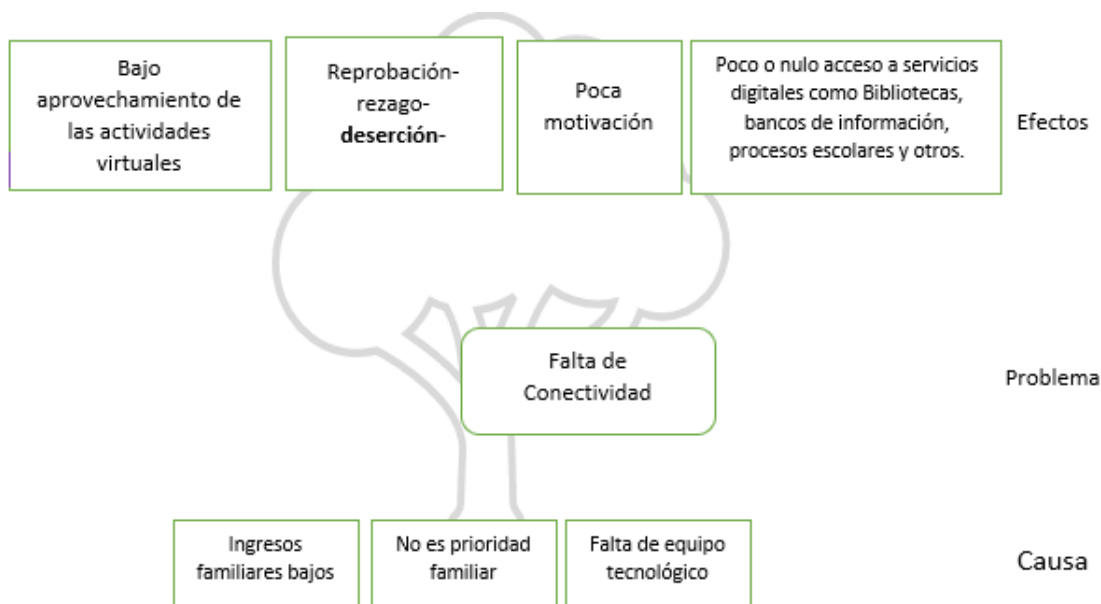 Bajo
aprovechamiento de
las actividades
virtuales
Reprobación-
rezago-
deserción-
Poca
motivación
Poco o nulo acceso a servicios
digitales como Bibliotecas,
bancos de información,
procesos escolares y otros.
Efectos
Falta de
Conectividad
Problema
Ingresos
familiares bajos
No es prioridad
familiar
Falta de equipo
tecnológico
Causa